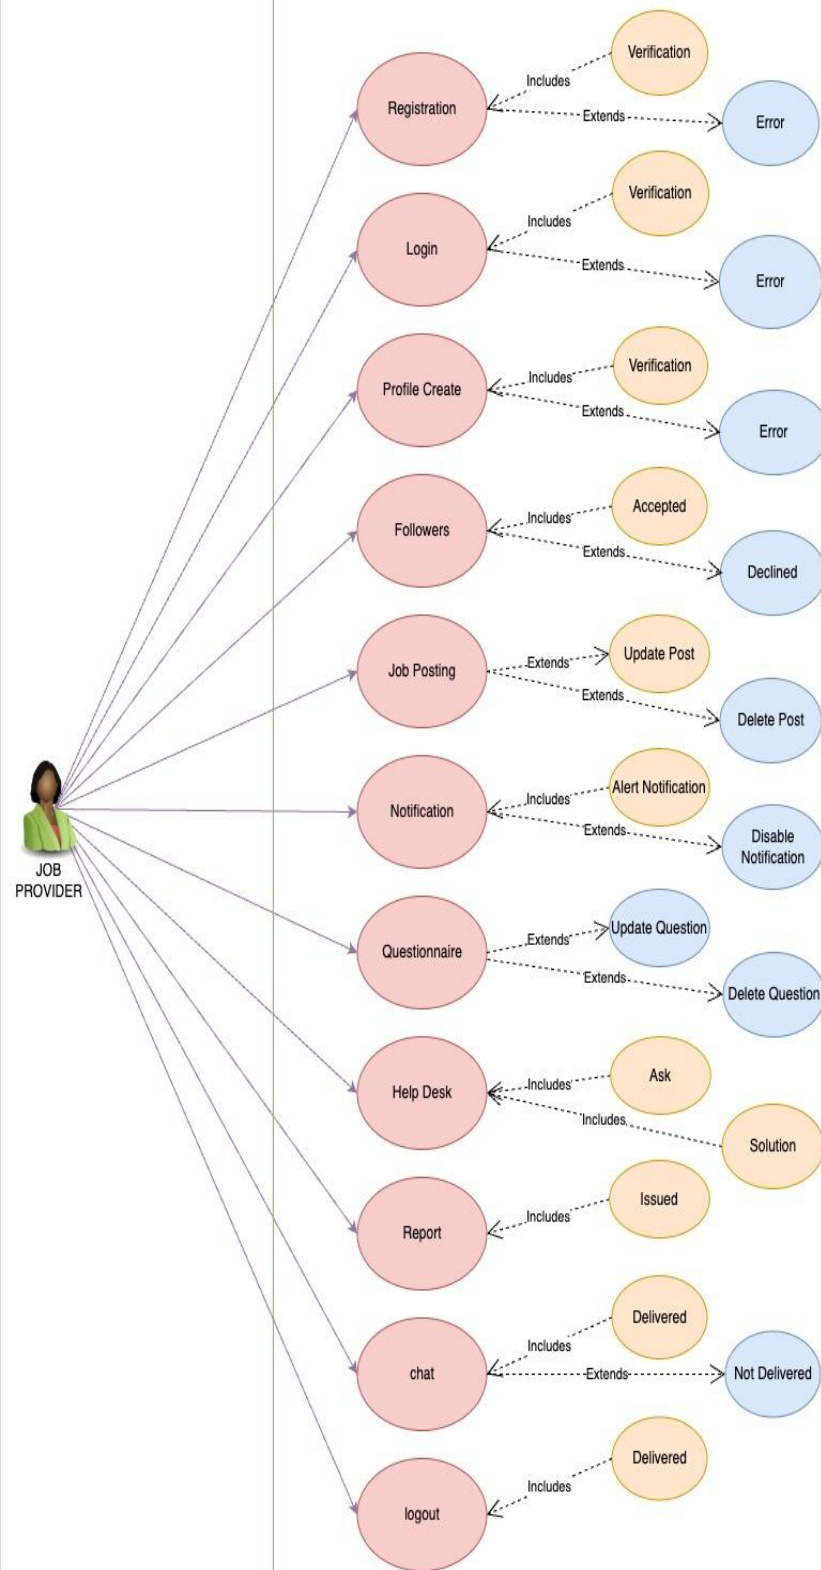 Verification
Includes
Registration
Extends
Error
Verification
Includes
Login
Extends
Error
Verification
Includes
Profile Create
Extends
Error
Accepted
Includes
Followers
Extends
Declined
Update Post
Extends
Job Posting
Extends
Delete Post
Alert Notification
Includes
Notification
Extends
Disable
Notification
JOB
PROVIDER
Update Question
Extends
Questionnaire
Extends
Delete Question
Ask
Includes
Help Desk
Includes
Solution
Issued
Includes
Report
Delivered
Includes
chat
Extends
Not Delivered
Delivered
Includes
logout